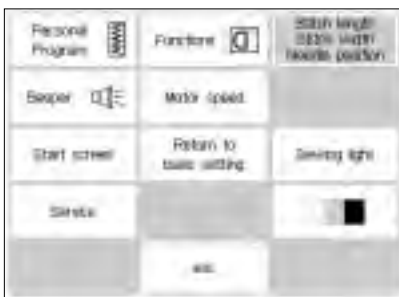 Personal
Program
Functions
Stitch length
Stitch width
Needle position
Beeper
Motor speed
Start screen
Return to
basic setting
Sewing light
Service
esc